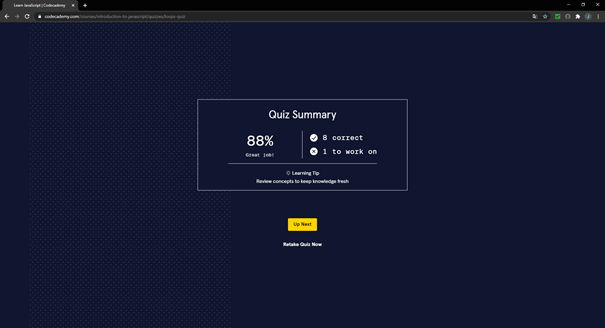 Learn JavaScript | Codecademy
codecademy.com/courses/introduction-to-javascript/quizzes/loops-quiz
Quiz Summary
88%
Great job!
8 correct
1 to work on
Learning Tip
Review concepts to keep knowledge fresh
Up Next
Retake Quiz Now